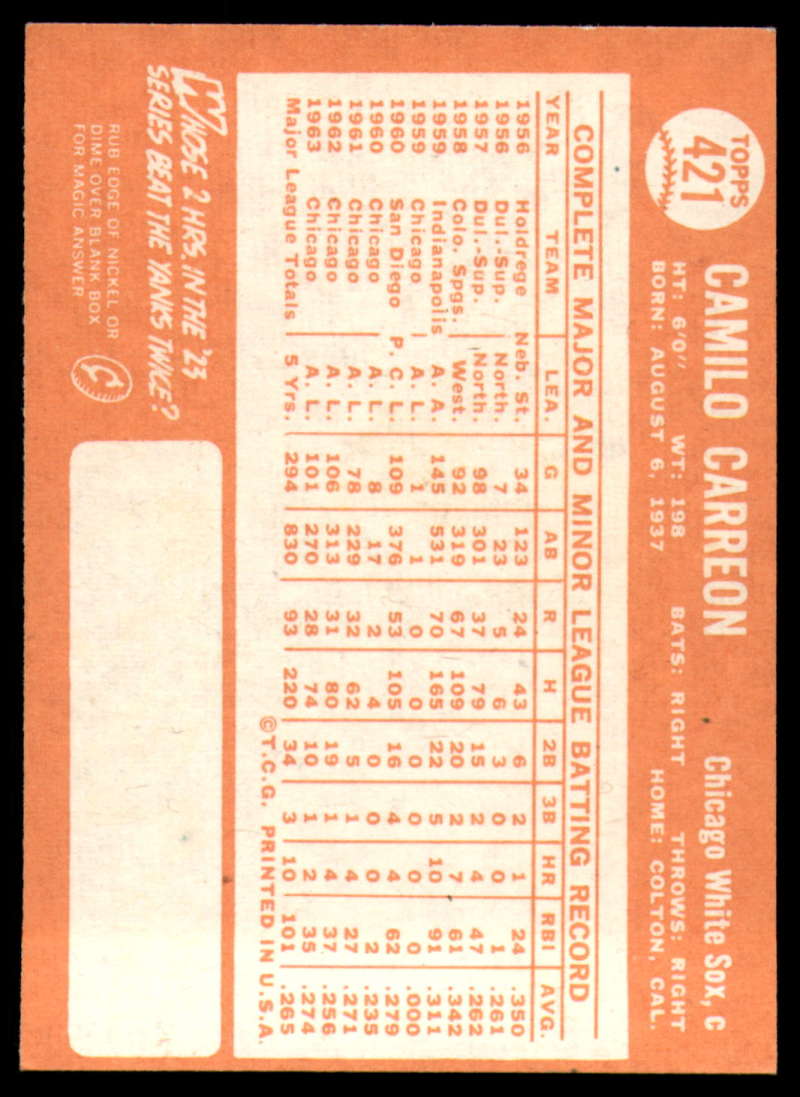 TOPPS
421
CAMILO CARREON Chicago White Sox, c
HT: 6'0" WT: 198 BATS: RIGHT THROWS: RIGHT
BORN: AUGUST 6, 1937 HOME: COLTON, CAL.
COMPLETE MAJOR AND MINOR LEAGUE BATTING RECORD
YEAR TEAM LEA. G AB R H 2B 3B HR RBI AVG.
1956 Holdrege Neb. St. 34 123 24 43 6 2 1 24 .350
1956 Dul.-Sup. North. 7 23 5 6 3 0 0 1 .261
1957 Dul.-Sup. North. 98 301 37 79 15 2 4 47 .262
1958 Colo. Spgs. West. 92 319 67 109 20 2 7 61 .342
1959 Indianapolis A. A. 145 531 70 165 22 5 10 91 .311
1959 Chicago A. L. 1 1 0 0 0 0 0 0 .000
1960 San Diego P. C. L. 109 376 53 105 16 4 4 62 .279
1960 Chicago A. L. 8 17 2 4 0 0 0 2 .235
1961 Chicago A. L. 78 229 32 62 5 1 4 27 .271
1962 Chicago A. L. 106 313 31 80 19 1 4 37 .256
1963 Chicago A. L. 101 270 28 74 10 1 2 35 .274
Major League Totals 5 Yrs. 294 830 93 220 34 3 10 101 .265
©T.C.G. PRINTED IN U.S.A.
WHOSE 2 HRS. IN THE '23
SERIES BEAT THE YANKS TWICE?
RUB EDGE OF NICKEL OR
DIME OVER BLANK BOX
FOR MAGIC ANSWER